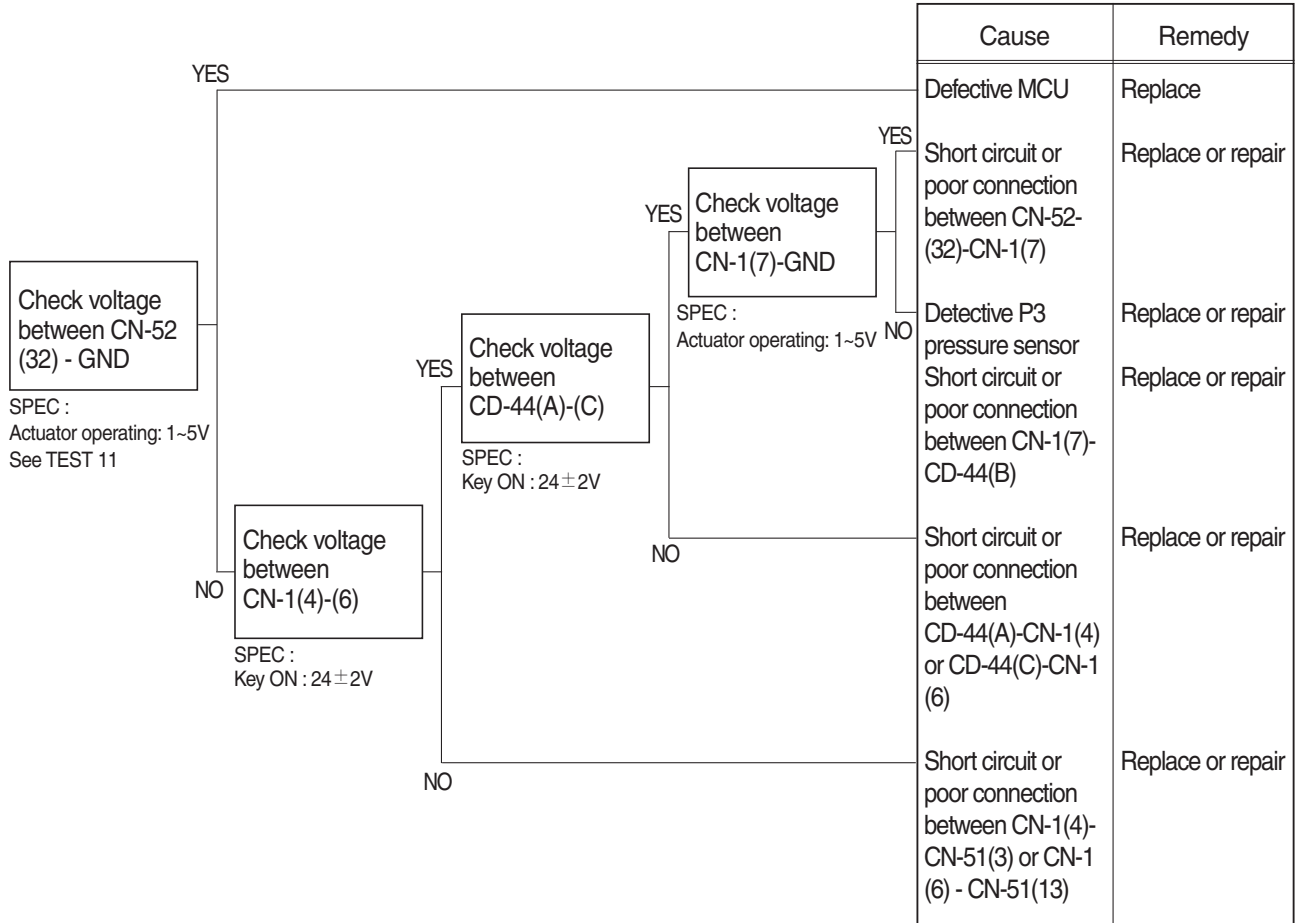 Cause
Remedy
YES
Defective MCU
Replace
YES
Short circuit or
poor connection
between CN-52-
(32)-CN-1(7)
Replace or repair
YES
Check voltage
between
CN-1(7)-GND
SPEC :
Actuator operating: 1~5V
NO
Detective P3
pressure sensor
Replace or repair
Short circuit or
poor connection
between CN-1(7)-
CD-44(B)
Replace or repair
Check voltage
between CN-52
(32) - GND
SPEC :
Actuator operating: 1~5V
See TEST 11
YES
Check voltage
between
CD-44(A)-(C)
SPEC :
Key ON : 24±2V
NO
Short circuit or
poor connection
between
CD-44(A)-CN-1(4)
or CD-44(C)-CN-1
(6)
Replace or repair
NO
Check voltage
between
CN-1(4)-(6)
SPEC :
Key ON : 24±2V
NO
Short circuit or
poor connection
between CN-1(4)-
CN-51(3) or CN-1
(6) - CN-51(13)
Replace or repair